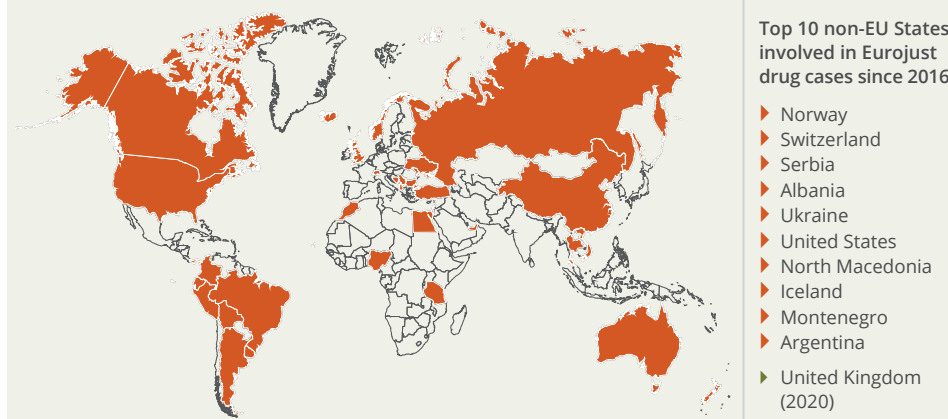 Top 10 non-EU States
involved in Eurojust
drug cases since 2016
Norway
Switzerland
Serbia
Albania
Ukraine
United States
North Macedonia
Iceland
Montenegro
Argentina
United Kingdom
(2020)